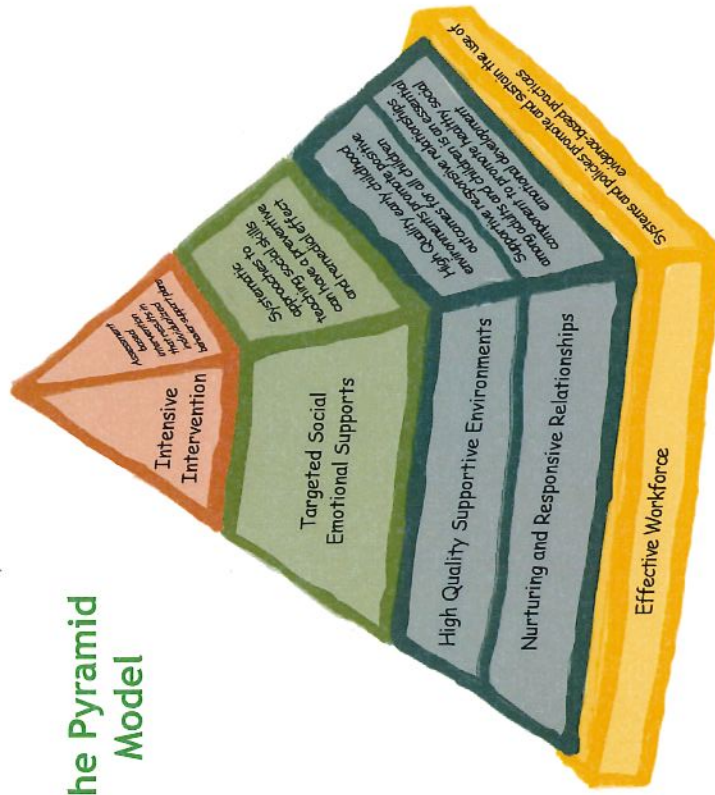 he Pyramid
Model
Intensive
Intervention
Assessment
based
intervention
that results in
individualized
behavior support plans
Targeted Social
Emotional Supports
Systematic
approaches to
teaching social skills
can have a preventive
and remedial effect
High Quality Supportive Environments
High Quality early childhood
environments promote positive
outcomes for all children
Nurturing and Responsive Relationships
Supportive responsive relationships
among adults and children is an essential
component to promote healthy social
emotional development
Effective Workforce
Systems and policies promote and sustain the use of
evidence-based practices